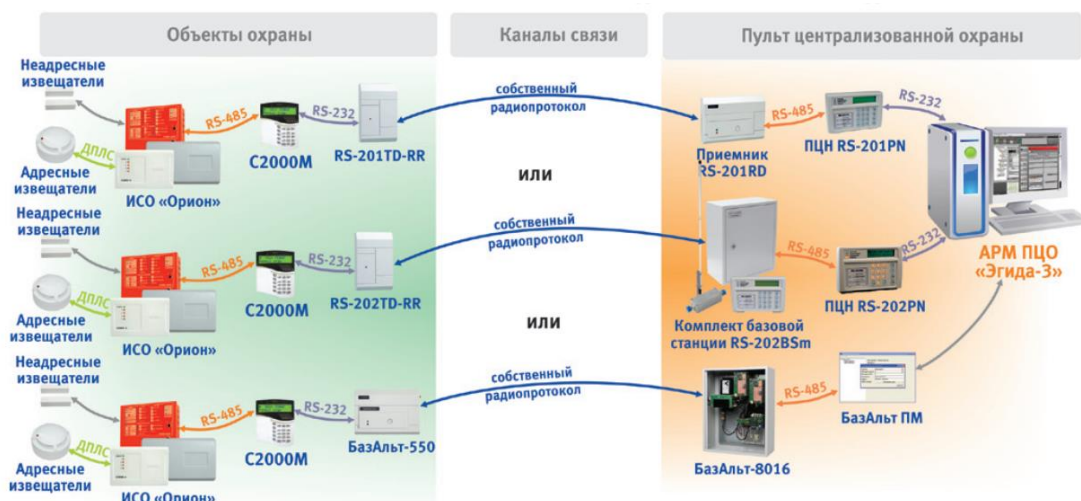 Объекты охраны
Каналы связи
Пульт централизованной охраны
Неадресные
извещатели
ДПЛС
Адресные
извещатели
ИСО «Орион»
RS-485
С2000М
RS-232
RS-201TD-RR
собственный
радиопротокол
Приемник
RS-201RD
RS-485
ПЦН RS-201PN
RS-232
или
Неадресные
извещатели
ДПЛС
Адресные
извещатели
ИСО «Орион»
RS-485
С2000М
RS-232
RS-202TD-RR
собственный
радиопротокол
Комплект базовой
станции RS-202BSm
RS-485
ПЦН RS-202PN
RS-232
АРМ ПЦО
«Эгида-3»
или
Неадресные
извещатели
ДПЛС
Адресные
извещатели
ИСО «Орион»
RS-485
С2000М
RS-232
БазАльт-550
собственный
радиопротокол
БазАльт-8016
RS-485
БазАльт ПМ